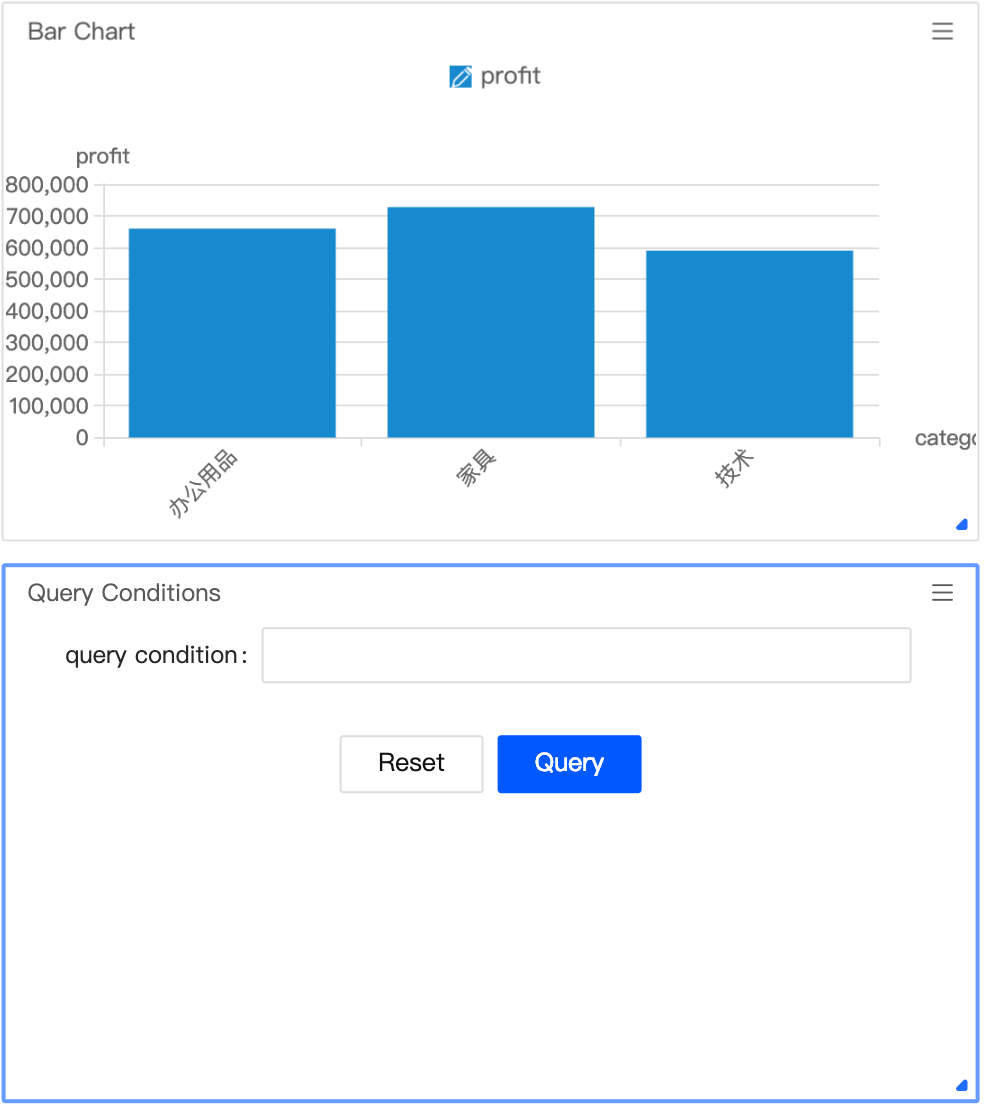 Bar Chart
profit
profit
800,000
700,000
600,000
500,000
400,000
300,000
200,000
100,000
0
办公用品
家具
技术
catego
Query Conditions
query condition:
Reset
Query